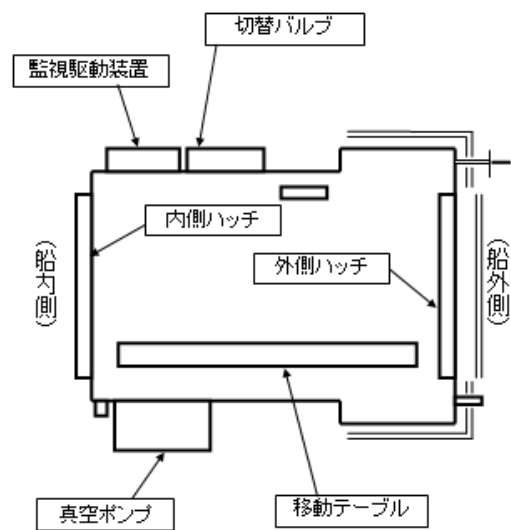 切替バルブ
監視駆動装置
内側ハッチ
(船内側)
外側ハッチ
(船外側)
真空ポンプ
移動テーブル